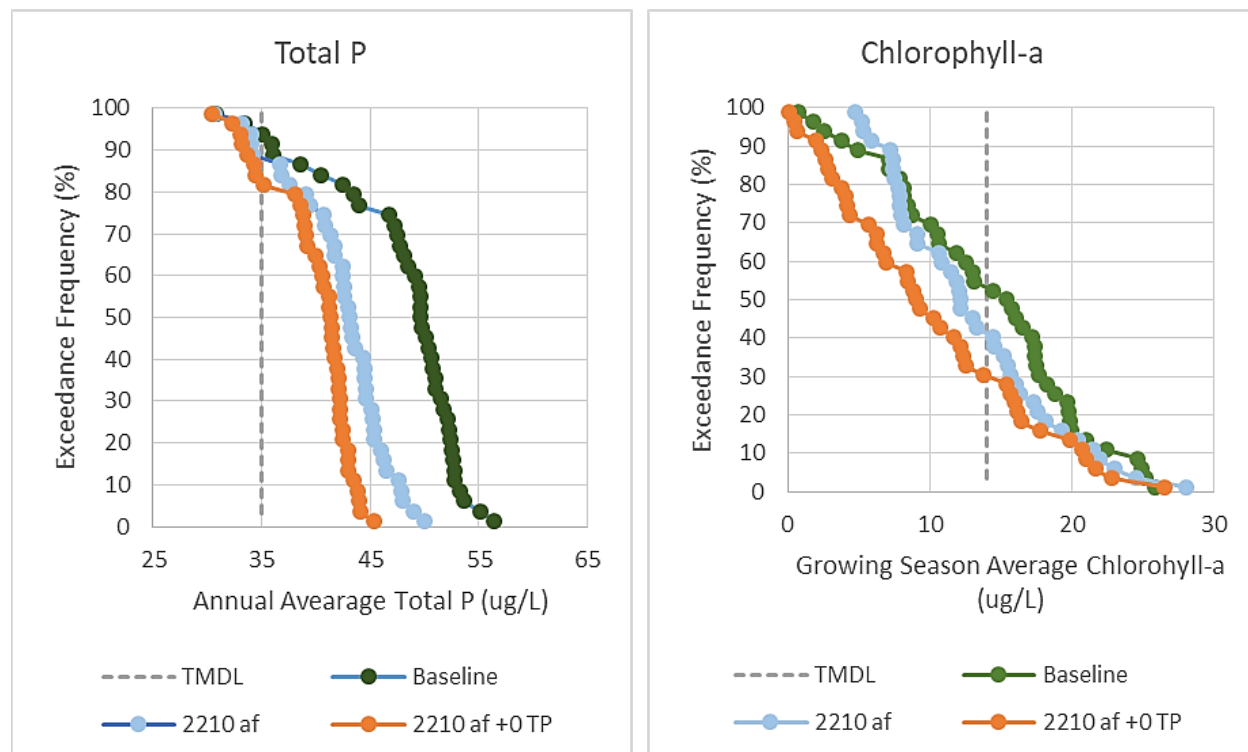 Total P
Exceedance Frequency (%)
100
90
80
70
60
50
40
30
20
10
0
25
35
45
55
65
Annual Avearage Total P (ug/L)
TMDL
Baseline
2210 af
2210 af +0 TP
Chlorophyll-a
Exceedance Frequency (%)
100
90
80
70
60
50
40
30
20
10
0
0
10
20
30
Growing Season Average Chlorohyll-a
(ug/L)
TMDL
Baseline
2210 af
2210 af +0 TP